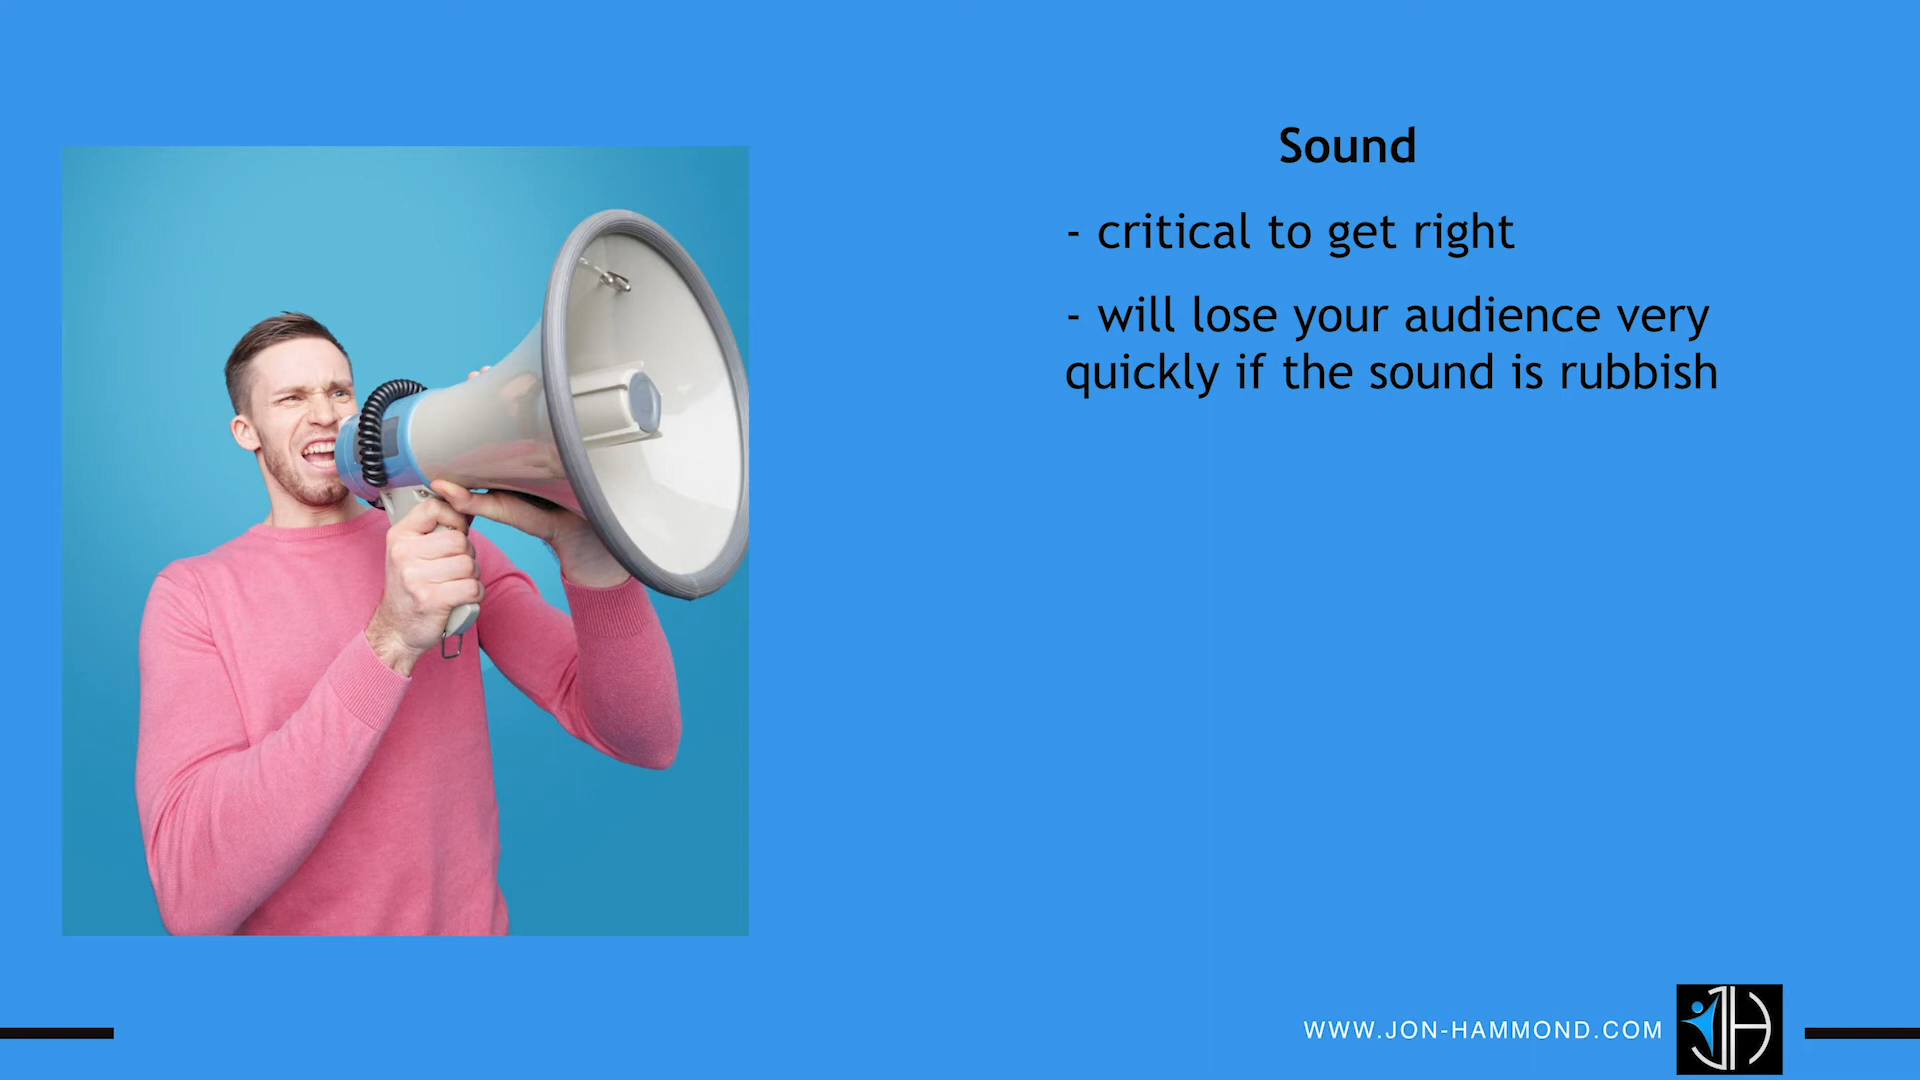 Sound
- critical to get right
- will lose your audience very
quickly if the sound is rubbish
WWW.JON-HAMMOND.COM
JH